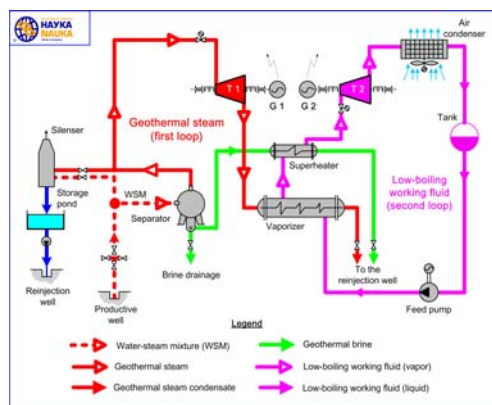 НАУКА
NAUKA
Air
condenser
T 1
T 2
G 1
G 2
Silenser
Geothermal steam
(first loop)
Tank
Superheater
Low-boiling
working fluid
(second loop)
WSM
Storage
pond
Separator
Vaporizer
Brine drainage
To the
reinjection well
Reinjection
well
Productive
well
Feed pump
Legend
Water-steam mixture (WSM)
Geothermal brine
Geothermal steam
Low-boiling working fluid (vapor)
Geothermal steam condensate
Low-boiling working fluid (liquid)